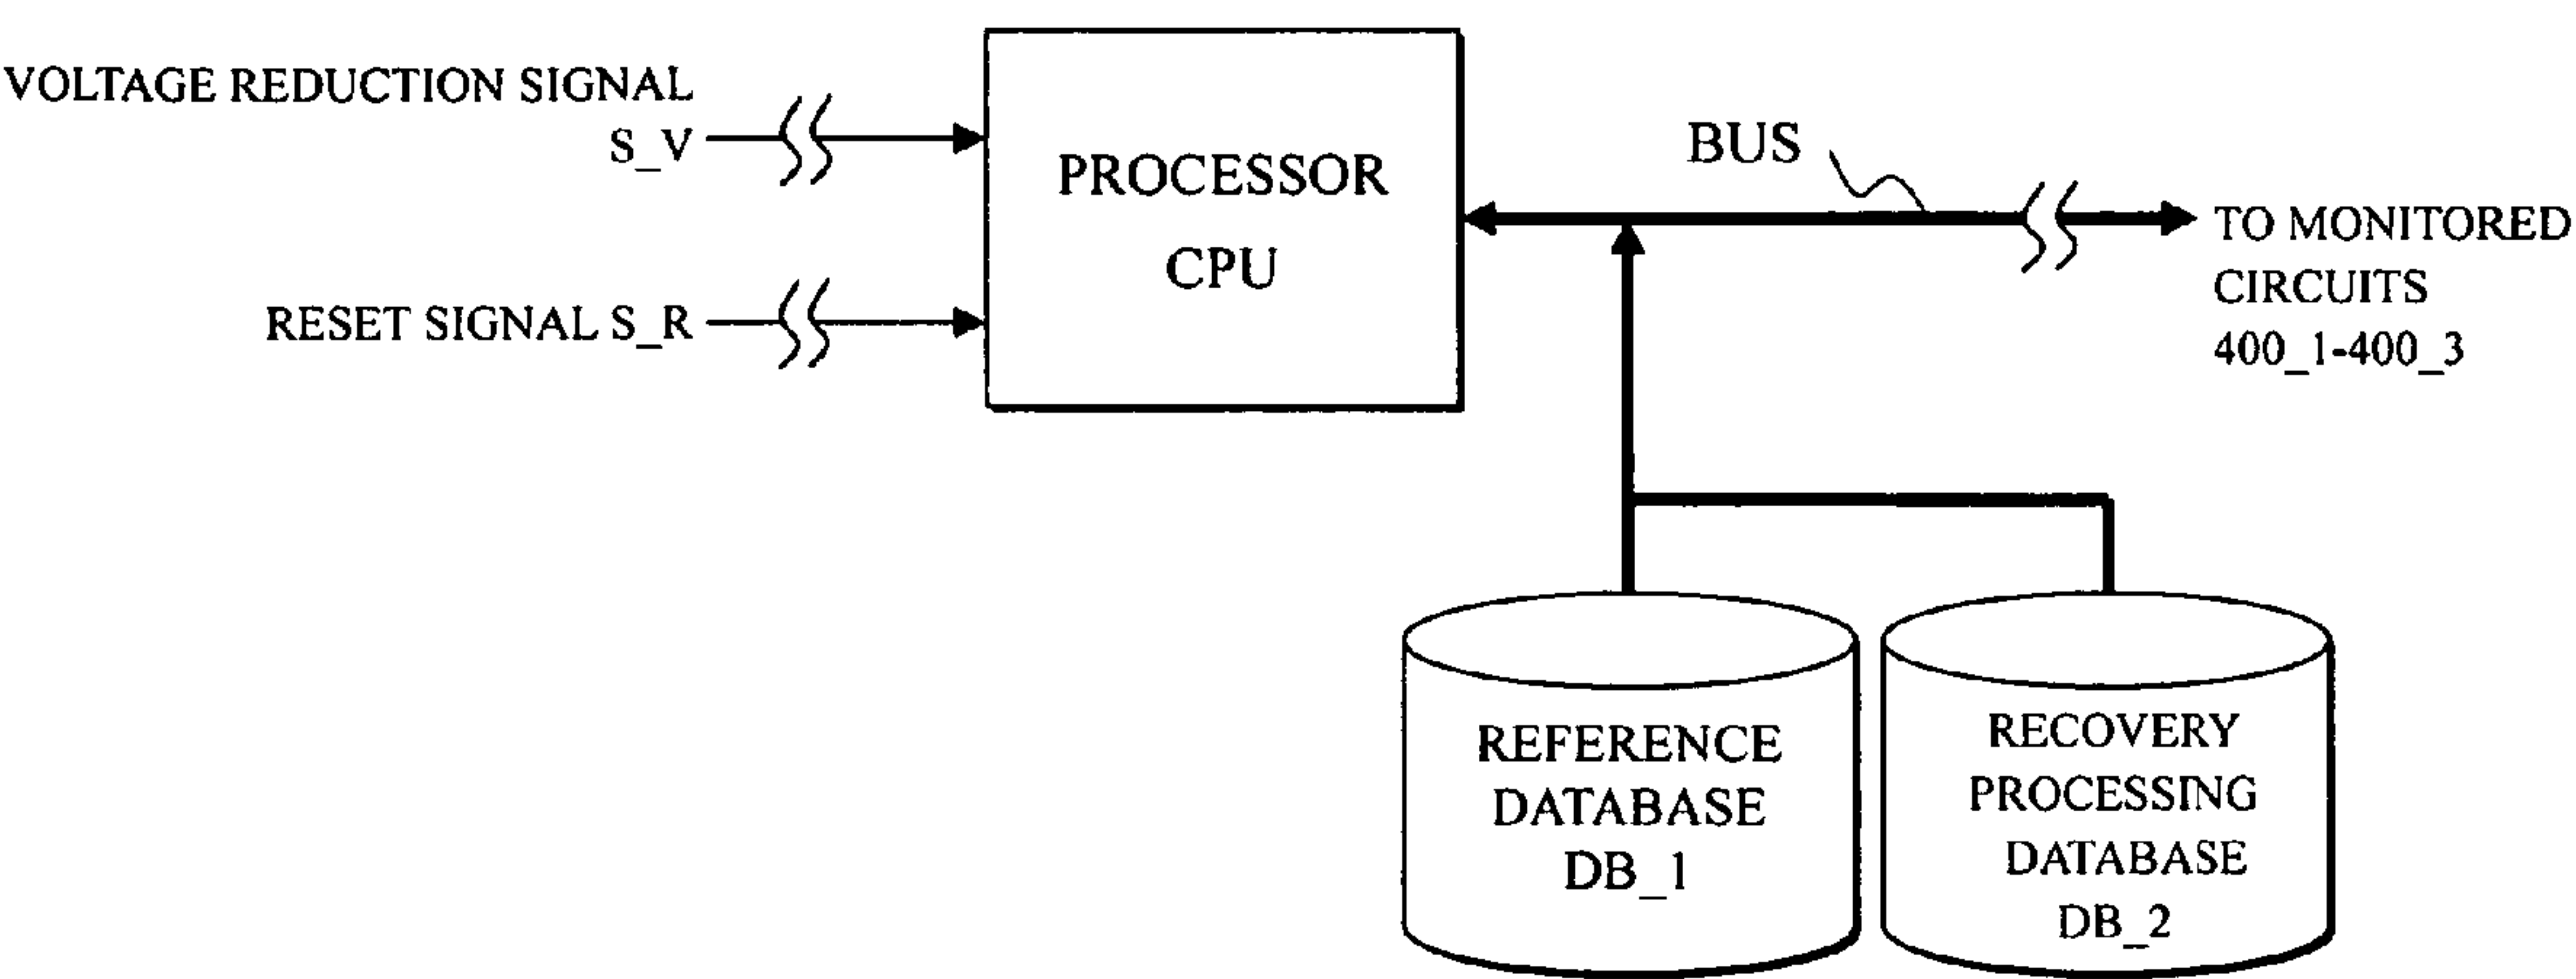 VOLTAGE REDUCTION SIGNAL
S_V
RESET SIGNAL S_R
PROCESSOR
CPU
BUS
TO MONITORED
CIRCUITS
400_1-400_3
REFERENCE
DATABASE
DB_1
RECOVERY
PROCESSING
DATABASE
DB_2